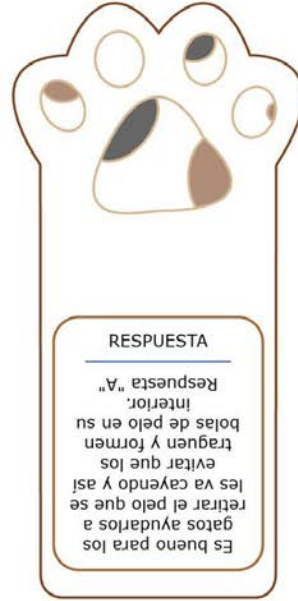 RESPUESTA
Es bueno para los
gatos ayudarlos a
retirar el pelo que se
les va cayendo y así
evitar que los
traguen y formen
bolas de pelo en su
interior.
Respuesta "A"